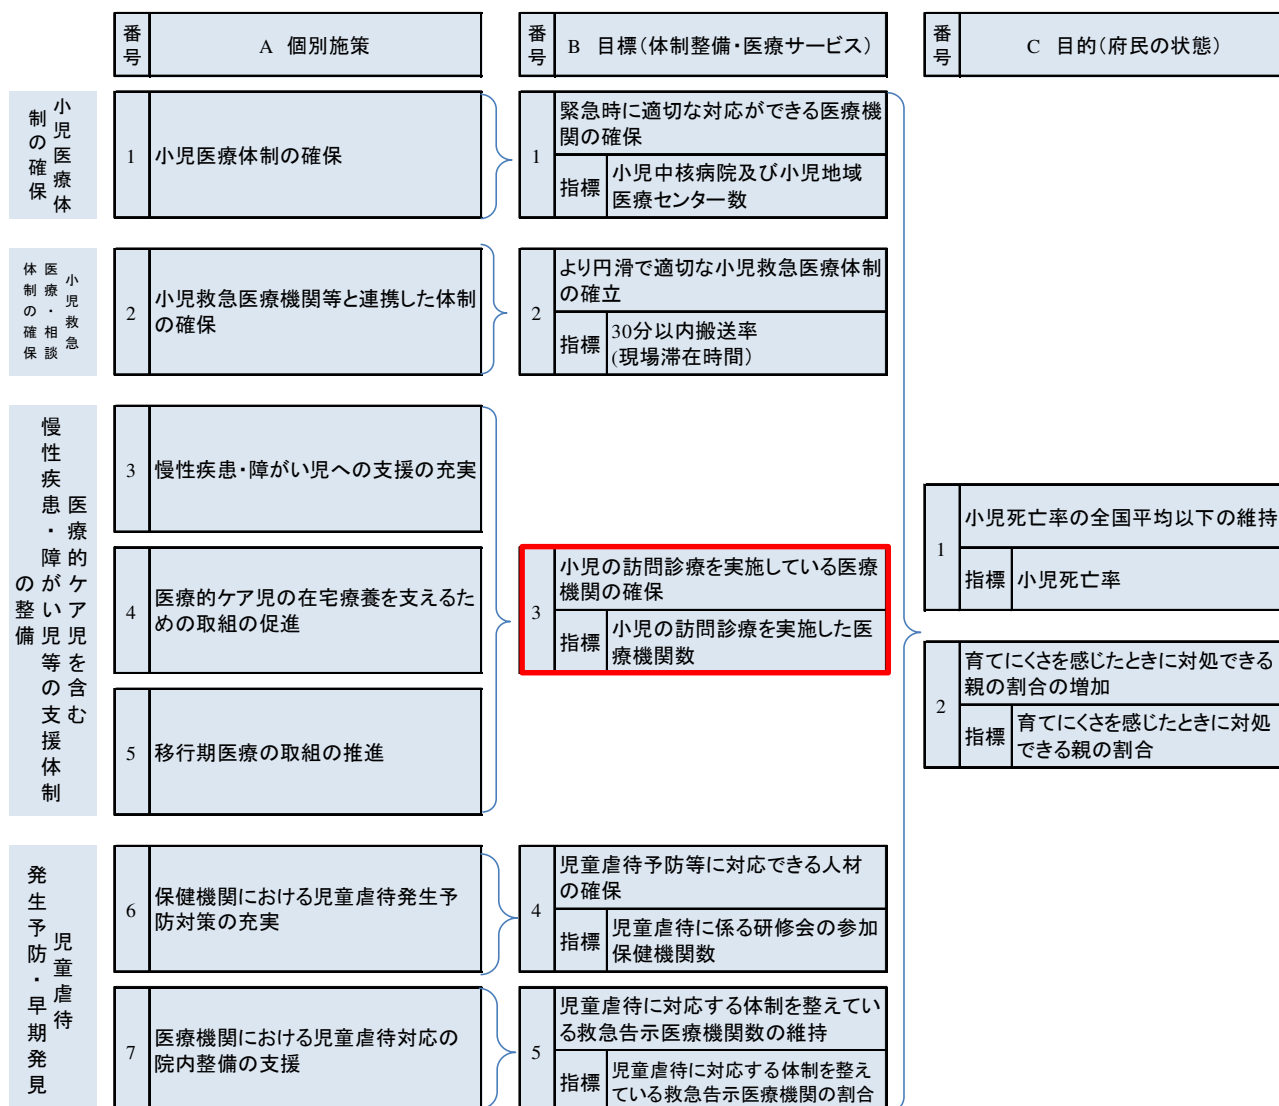 番号
A 個別施策
番号
B 目標（体制整備・医療サービス）
番号
C 目的（府民の状態）
小児医療体制の確保
1
小児医療体制の確保
1
緊急時に適切な対応ができる医療機
関の確保
指標
小児中核病院及び小児地域
医療センター数
小児救急医療・相談体制の確保
2
小児救急医療機関等と連携した体制
の確保
2
より円滑で適切な小児救急医療体制
の確立
指標
30分以内搬送率
(現場滞在時間）
医療的ケア児を含む慢性疾患・障がい児等の支援体制の整備
3
慢性疾患・障がい児への支援の充実
4
医療的ケア児の在宅療養を支えるた
めの取組の促進
5
移行期医療の取組の推進
3
小児の訪問診療を実施している医療
機関の確保
指標
小児の訪問診療を実施した医
療機関数
児童虐待発生予防・早期発見
6
保健機関における児童虐待発生予
防対策の充実
4
児童虐待予防等に対応できる人材
の確保
指標
児童虐待に係る研修会の参加
保健機関数
7
医療機関における児童虐待対応の
院内整備の支援
5
児童虐待に対応する体制を整えてい
る救急告示医療機関数の維持
指標
児童虐待に対応する体制を整え
ている救急告示医療機関の割合
1
小児死亡率の全国平均以下の維持
指標
小児死亡率
2
育てにくさを感じたときに対処できる
親の割合の増加
指標
育てにくさを感じたときに対処
できる親の割合